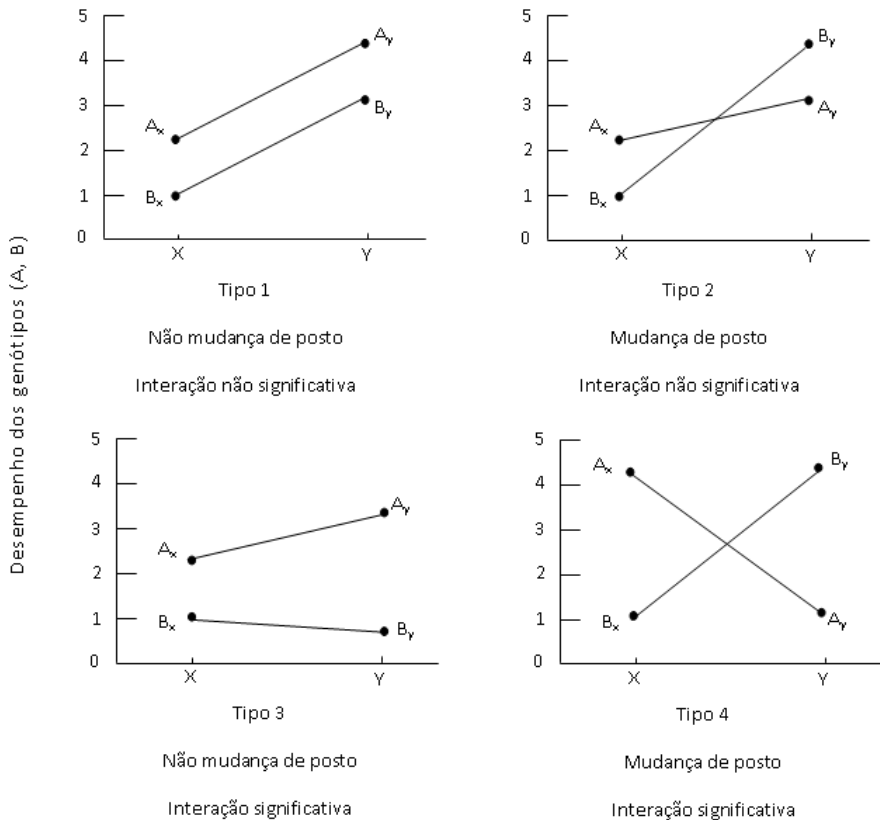 Desempenho dos genótipos (A, B)
5
4
3
2
1
0
Aₓ
Bₓ
Aᵧ
Bᵧ
X Y
Tipo 1
Não mudança de posto
Interação não significativa
5
4
3
2
1
0
Aₓ
Bₓ
Bᵧ
Aᵧ
X Y
Tipo 2
Mudança de posto
Interação não significativa
5
4
3
2
1
0
Aₓ
Bₓ
Aᵧ
Bᵧ
X Y
Tipo 3
Não mudança de posto
Interação significativa
5
4
3
2
1
0
Aₓ
Bₓ
Bᵧ
Aᵧ
X Y
Tipo 4
Mudança de posto
Interação significativa